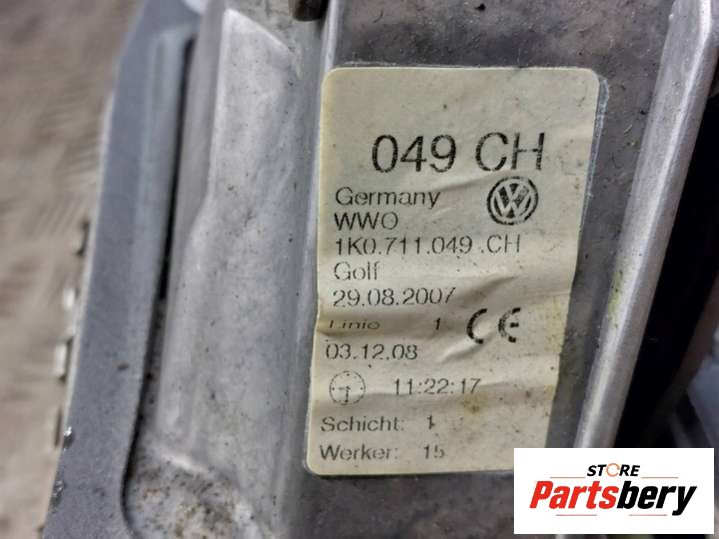 049 CH
Germany
WWO
1K0.711.049.CH
Golf
29.08.2007
Linie 1 CE
03.12.08
11:22:17
Schicht: 1
Werker: 15
STORE
Partsbery